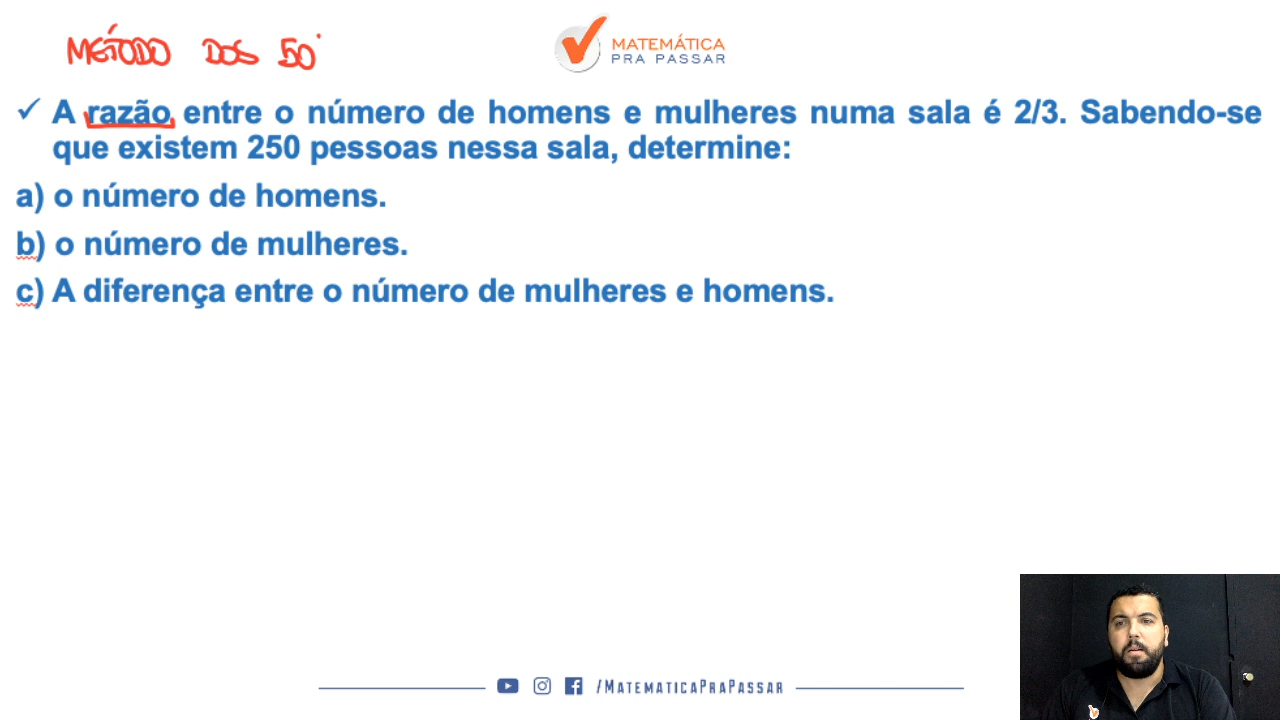 MÉTODO DOS 50'
MATEMÁTICA
PRA PASSAR
✓ A razão entre o número de homens e mulheres numa sala é 2/3. Sabendo-se
que existem 250 pessoas nessa sala, determine:
a) o número de homens.
b) o número de mulheres.
c) A diferença entre o número de mulheres e homens.
/MATEMATICAPRAPASSAR